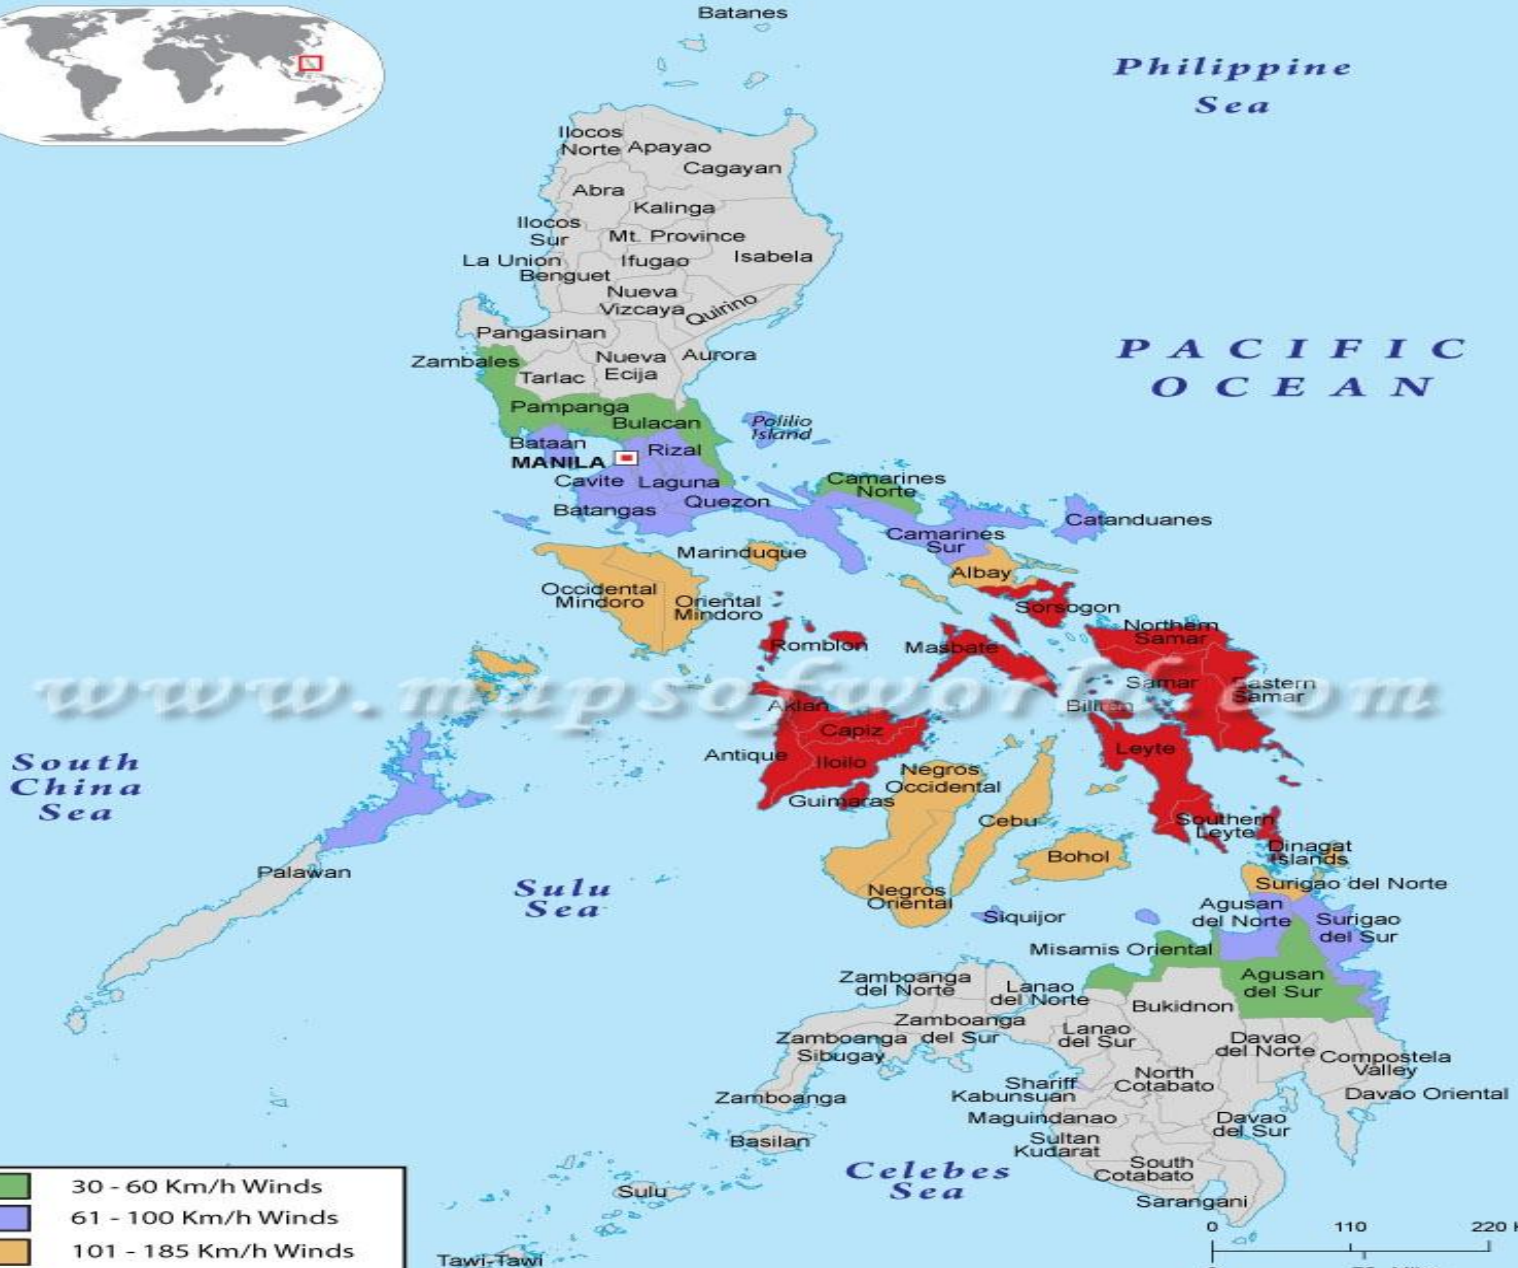 Batanes
Philippine
Sea
Ilocos
Norte
Apayao
Cagayan
Abra
Kalinga
Ilocos
Sur
Mt. Province
La Union
Ifugao
Isabela
Benguet
Nueva
Vizcaya
Quirino
Pangasinan
Zambales
Nueva
Ecija
Aurora
Tarlac
PACIFIC
OCEAN
Pampanga
Bulacan
Polilio
Island
Bataan
Rizal
MANILA
Cavite
Laguna
Camarines
Norte
Quezon
Batangas
Catanduanes
Camarines
Sur
Marinduque
Albay
Occidental
Mindoro
Oriental
Mindoro
Sorsogon
Northern
Samar
Romblon
Masbate
www.mapsofworld.com
Samar
Eastern
Samar
Aklan
Biliran
Capiz
Antique
Iloilo
Leyte
South
China
Sea
Negros
Occidental
Guimaras
Cebu
Southern
Leyte
Dinagat
Islands
Bohol
Palawan
Sulu
Sea
Negros
Oriental
Surigao del Norte
Agusan
del Norte
Siquijor
Surigao
del Sur
Misamis Oriental
Zamboanga
del Norte
Lanao
del Norte
Agusan
del Sur
Bukidnon
Zamboanga
del Sur
Zamboanga
Sibugay
Lanao
del Sur
Davao
del Norte
Compostela
Valley
North
Cotabato
Shariff
Kabunsuan
Zamboanga
Davao Oriental
Maguindanao
Davao
del Sur
Basilan
Sultan
Kudarat
Celebes
Sea
South
Cotabato
Sulu
Sarangani
Tawi-Tawi
30 - 60 Km/h Winds
61 - 100 Km/h Winds
101 - 185 Km/h Winds
0 110 220